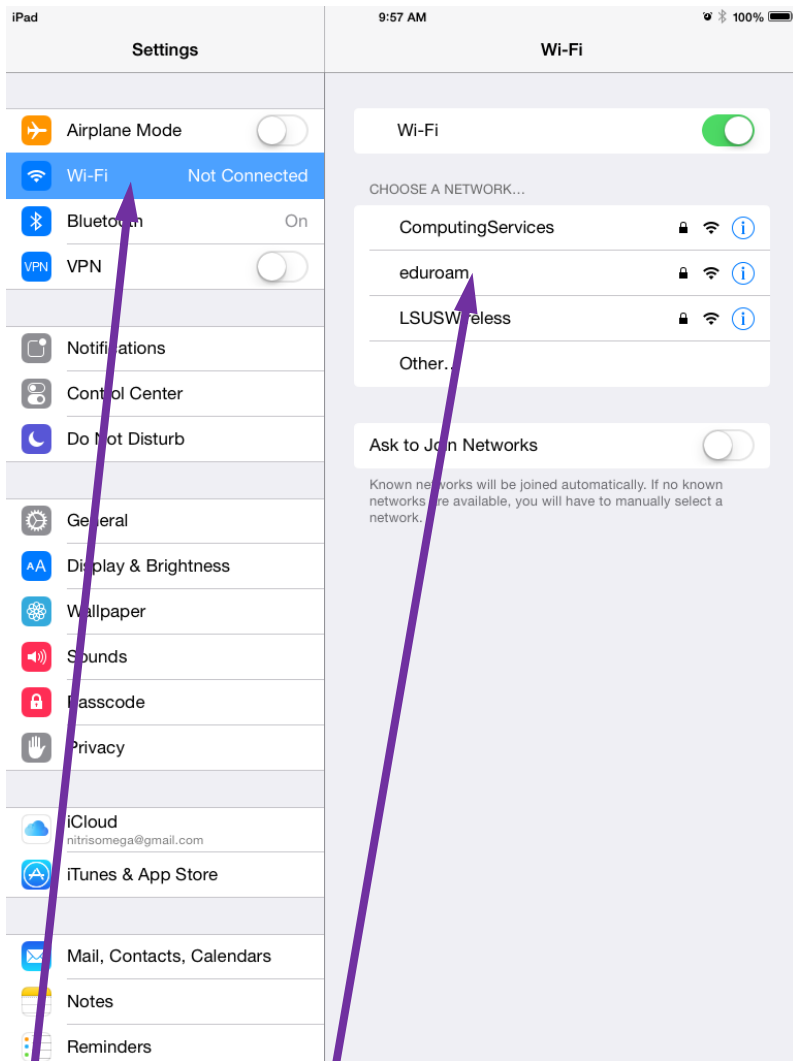 iPad 9:57 AM 100%
Settings
Wi-Fi
Airplane Mode
Wi-Fi Not Connected
Bluetooth On
VPN VPN
Notifications
Control Center
Do Not Disturb
General
AA Display & Brightness
Wallpaper
Sounds
Passcode
Privacy
iCloud
nitrisomega@gmail.com
iTunes & App Store
Mail, Contacts, Calendars
Notes
Reminders
Wi-Fi
CHOOSE A NETWORK...
ComputingServices
eduroam
LSUSWireless
Other...
Ask to Join Networks
Known networks will be joined automatically. If no known
networks are available, you will have to manually select a
network.